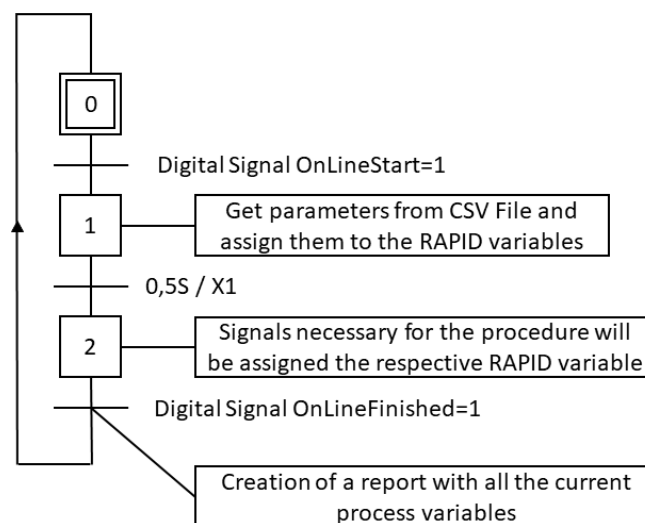 0
Digital Signal OnLineStart=1
1
Get parameters from CSV File and
assign them to the RAPID variables
0,5S / X1
2
Signals necessary for the procedure will
be assigned the respective RAPID variable
Digital Signal OnLineFinished=1
Creation of a report with all the current
process variables